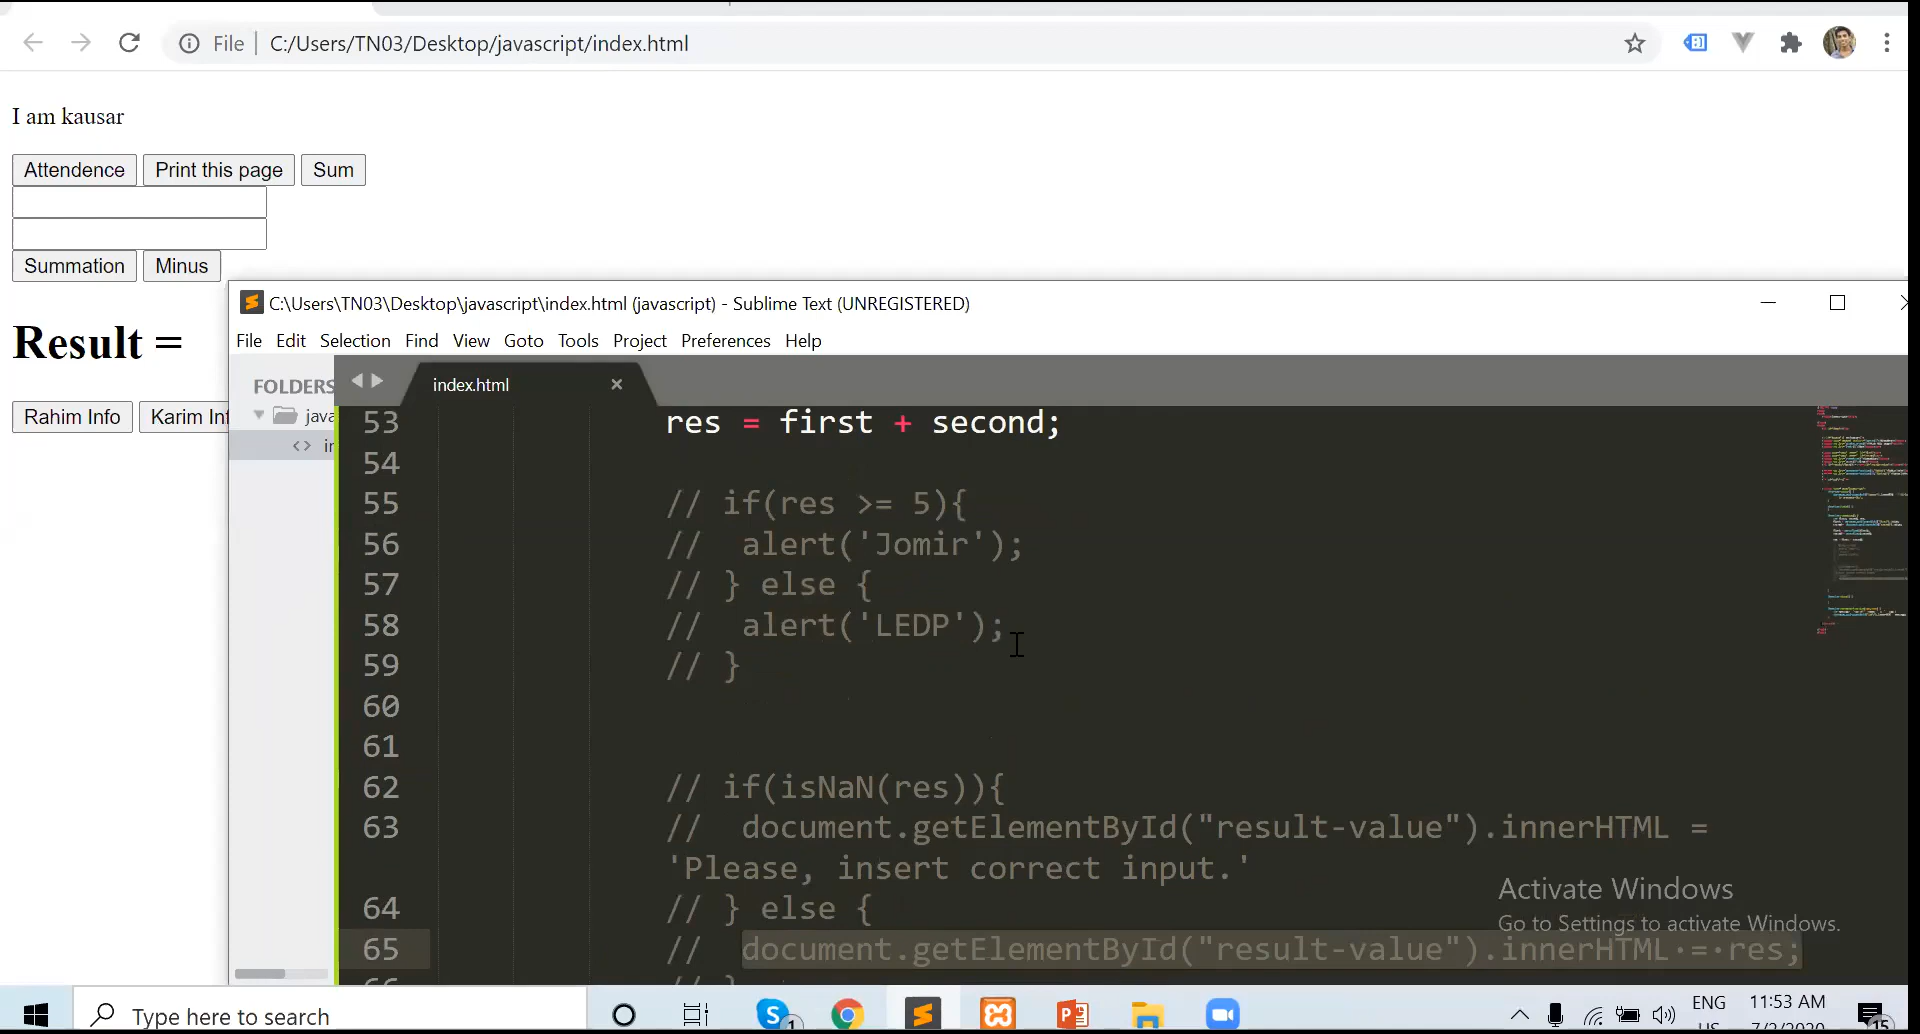 File | C:/Users/TN03/Desktop/javascript/index.html
I am kausar
Attendence Print this page Sum
Summation Minus
Result =
Rahim Info Karim Inf
C:\Users\TN03\Desktop\javascript\index.html (javascript) - Sublime Text (UNREGISTERED)
File Edit Selection Find View Goto Tools Project Preferences Help
FOLDERS
java
index.html
53 res = first + second;
54
55 // if(res >= 5){
56 // alert('Jomir');
57 // } else {
58 // alert('LEDP');
59 // }
60
61
62 // if(isNaN(res)){
63 // document.getElementById("result-value").innerHTML =
'Please, insert correct input.'
64 // } else {
65 // document.getElementById("result-value").innerHTML = res;
// }
Activate Windows
Go to Settings to activate Windows.
Type here to search
ENG
11:53 AM